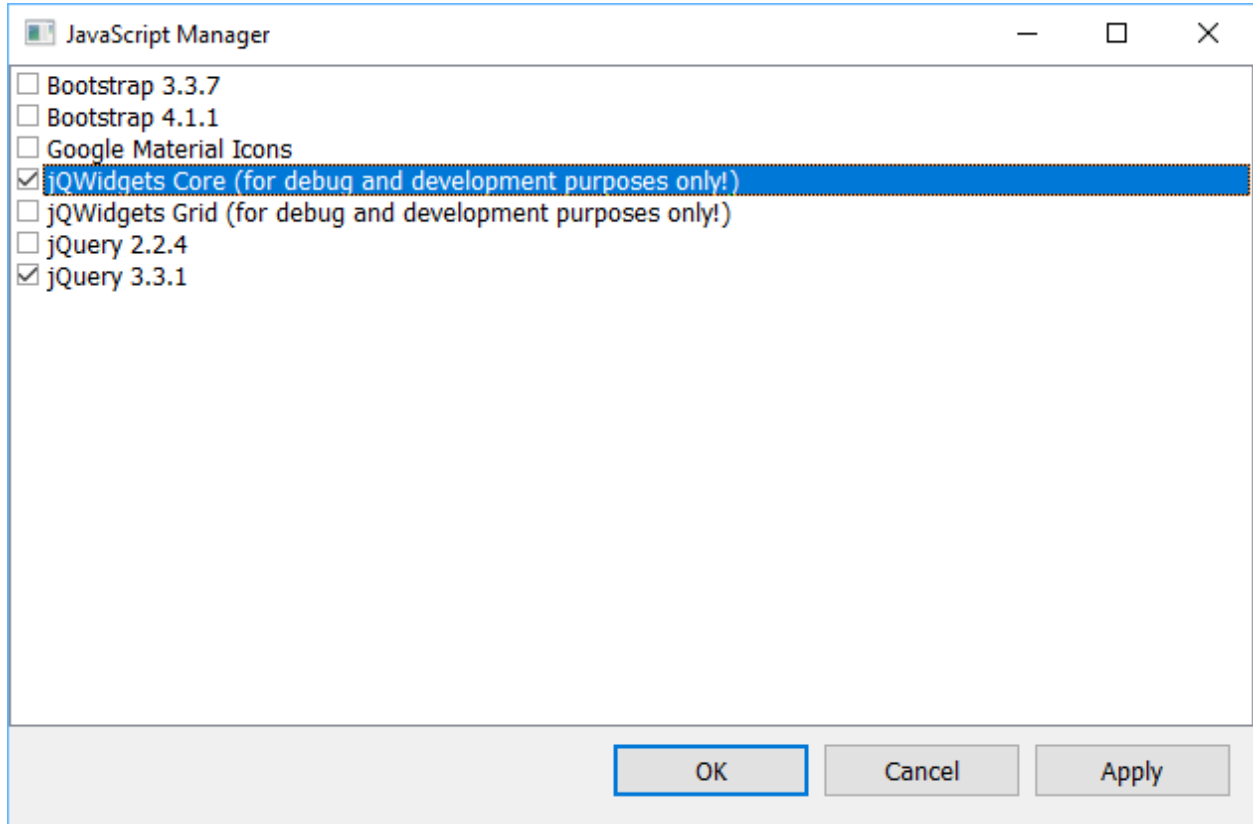 JavaScript Manager
Bootstrap 3.3.7
Bootstrap 4.1.1
Google Material Icons
jQWidgets Core (for debug and development purposes only!)
jQWidgets Grid (for debug and development purposes only!)
jQuery 2.2.4
jQuery 3.3.1
OK Cancel Apply